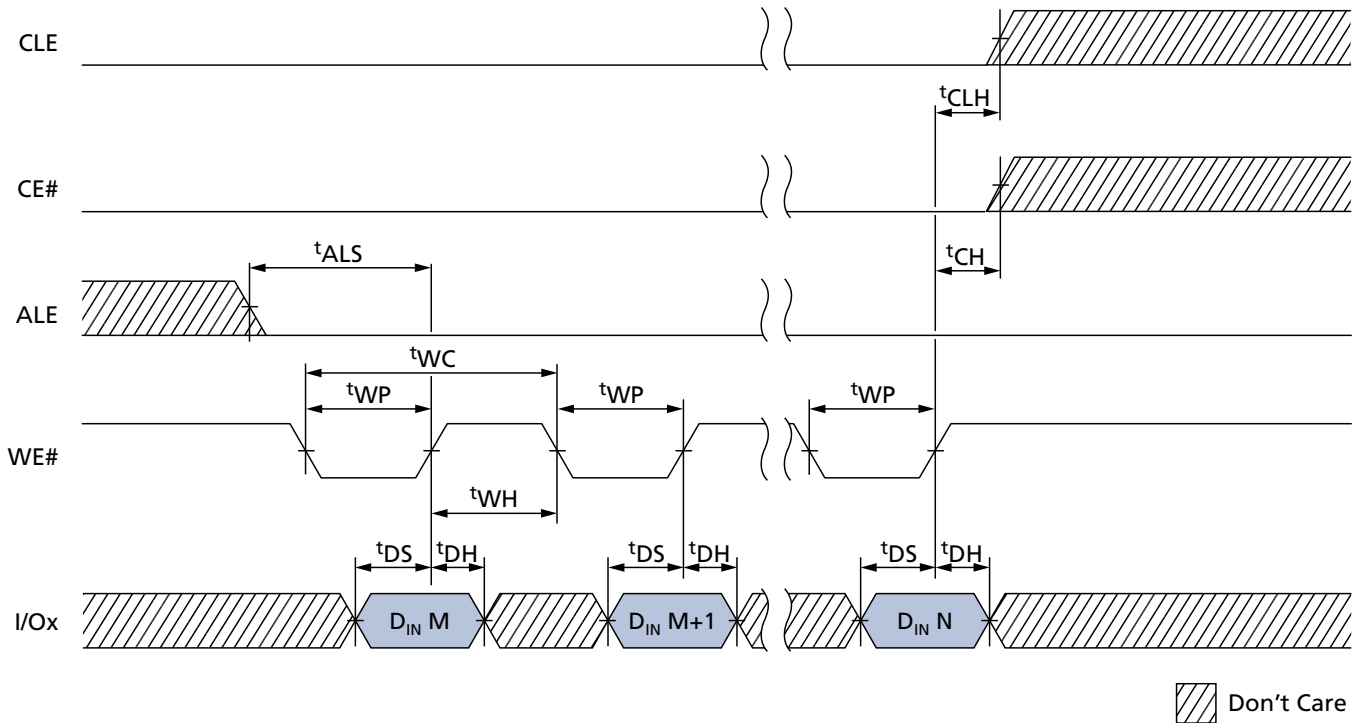 CLE
tCLH
CE#
tCH
tALS
ALE
tWC
tWP tWP tWP
WE#
tWH
tDS tDH tDS tDH tDS tDH
I/Ox DIN M DIN M+1 DIN N
Don't Care